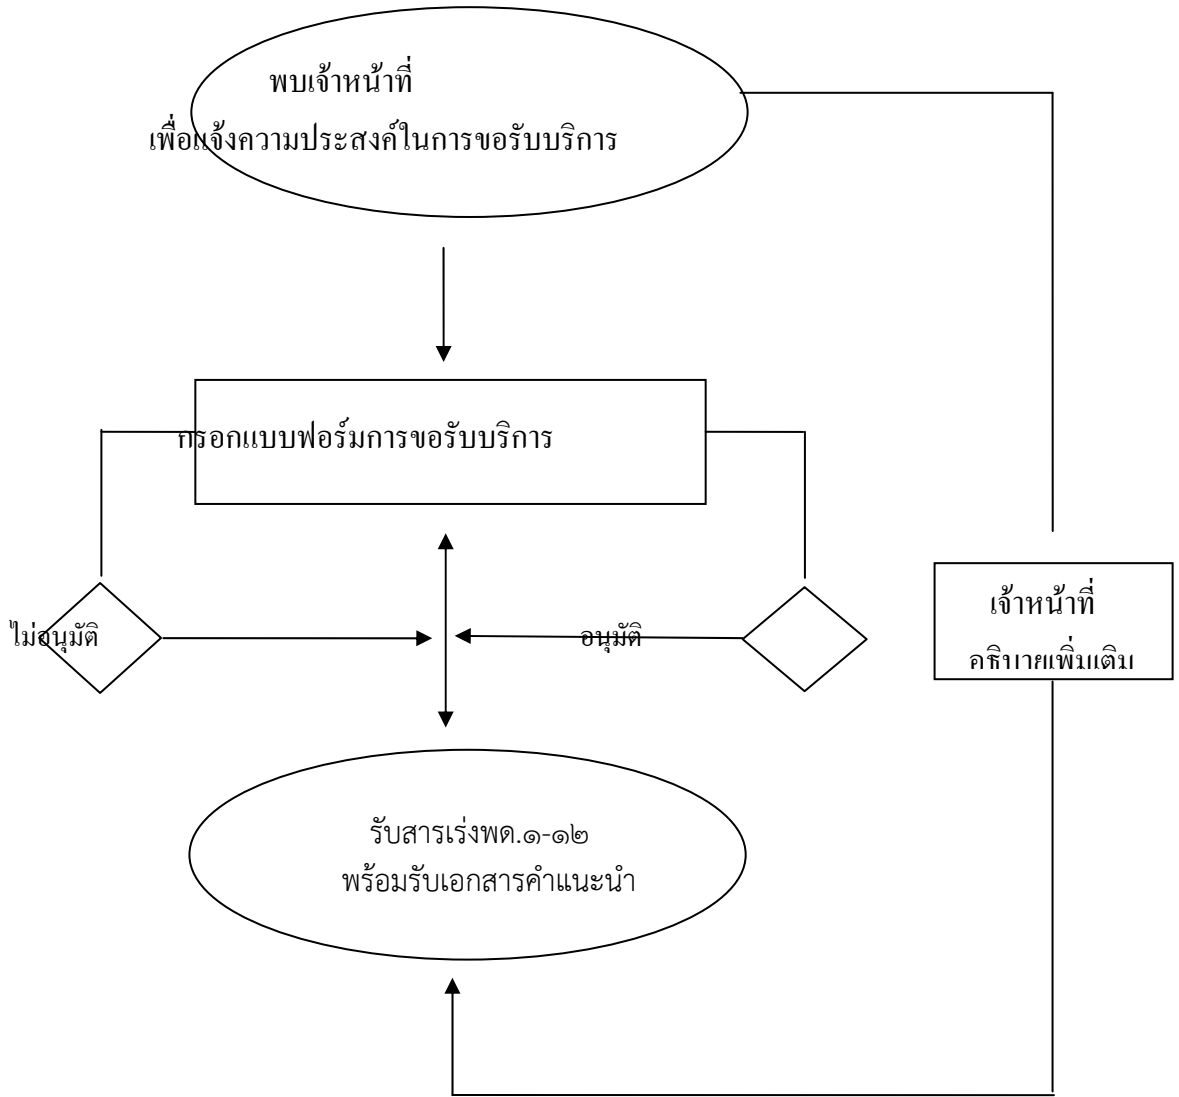 พบเจ้าหน้าที่
เพื่อแจ้งความประสงค์ในการขอรับบริการ
กรอกแบบฟอร์มการขอรับบริการ
ไม่อนุมัติ
อนุมัติ
เจ้าหน้าที่
อธิบายเพิ่มเติม
รับสารเร่งพด.๑-๑๒
พร้อมรับเอกสารคำแนะนำ